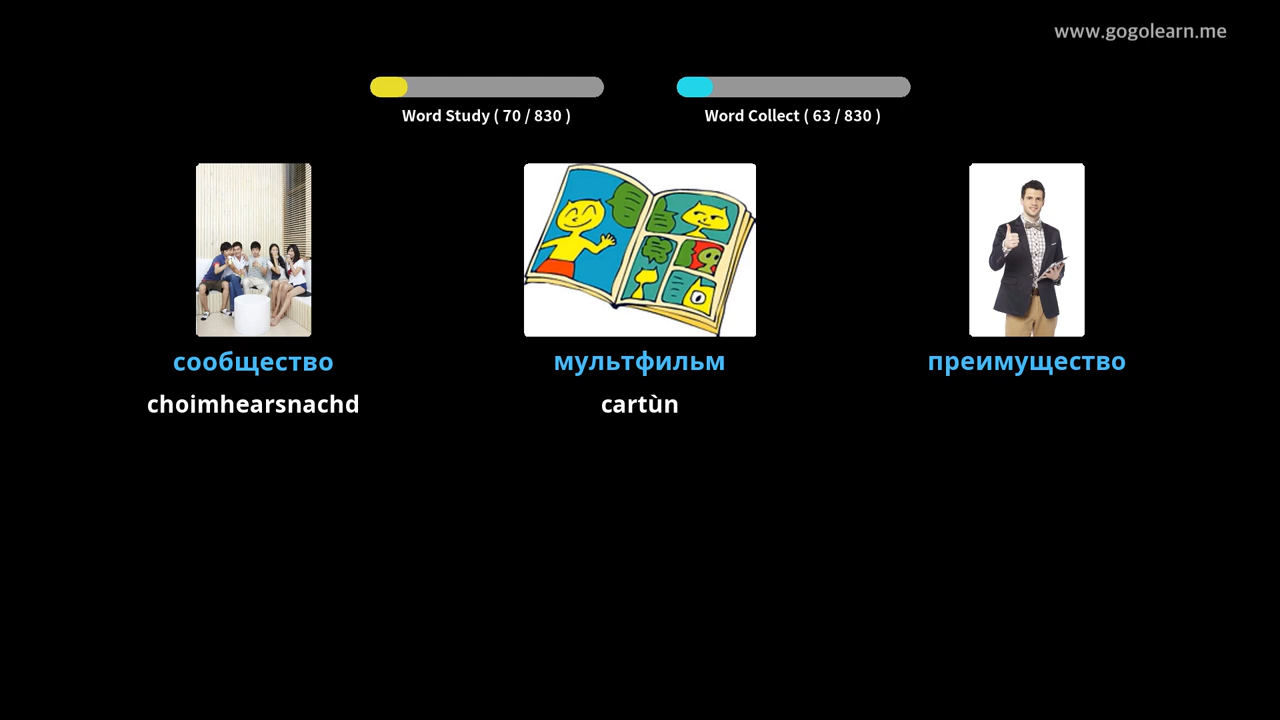 www.gogolearn.me
Word Study ( 70 / 830 )
Word Collect ( 63 / 830 )
сообщество
мультфильм
преимущество
choimhearsnachd
cartùn